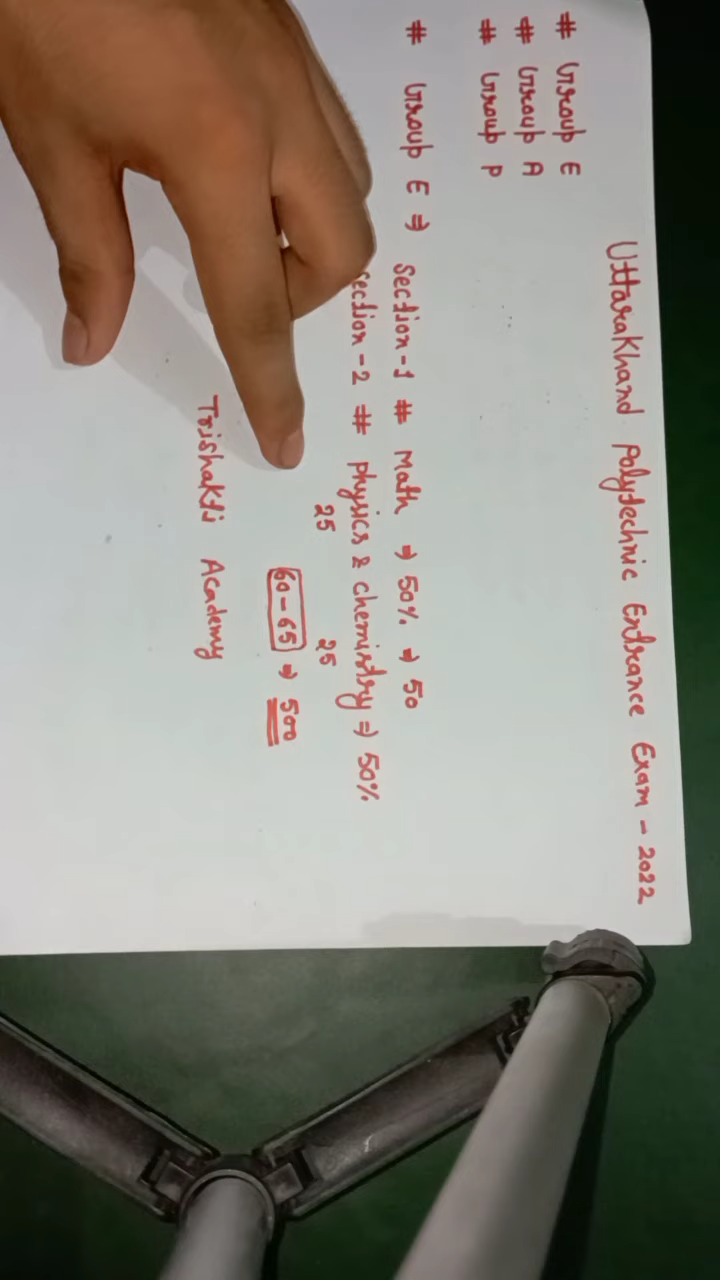 Uttarakhand Polytechnic Entrance Exam - 2022
# Group E
# Group A
# Group P
# Group E ⇒ Section-1 # Math ⇒ 50% ⇒ 50
Section-2 # Physics & Chemistry ⇒ 50%
25 25
60-65 ⇒ 500
Trishakti Academy